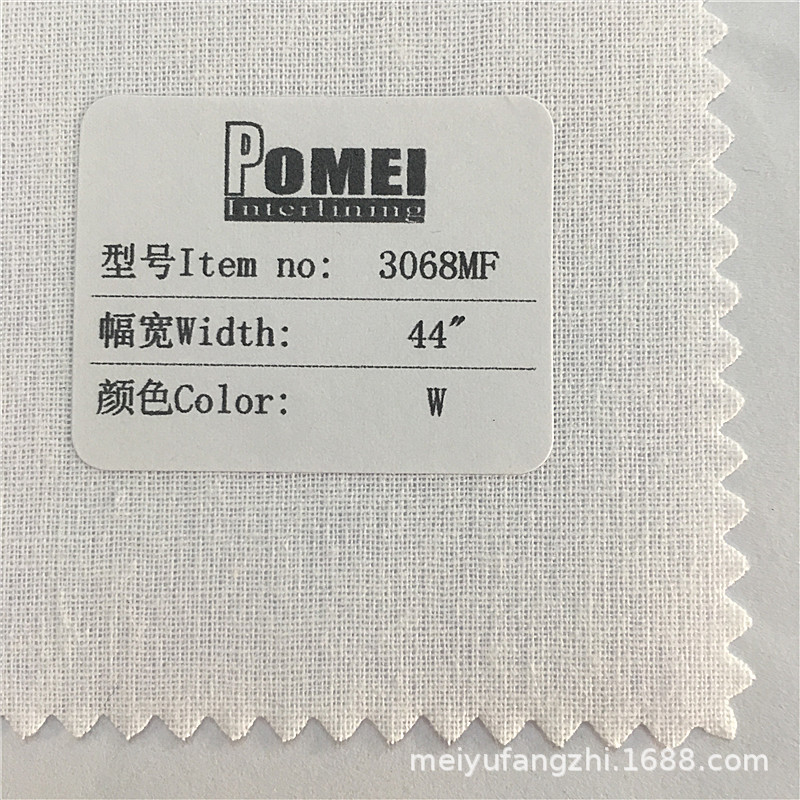 POMEI
Interlining
型号Item no: 3068MF
幅宽Width: 44"
颜色Color: W
meiyufangzhi.1688.com